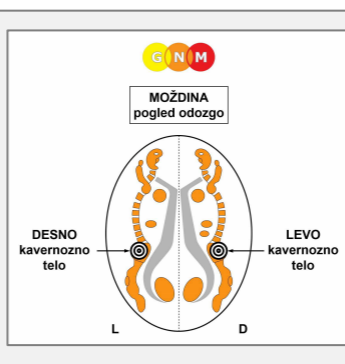 G N M
MOŽDINA
pogled odozgo
DESNO
kavernozno
telo
LEVO
kavernozno
telo
L D